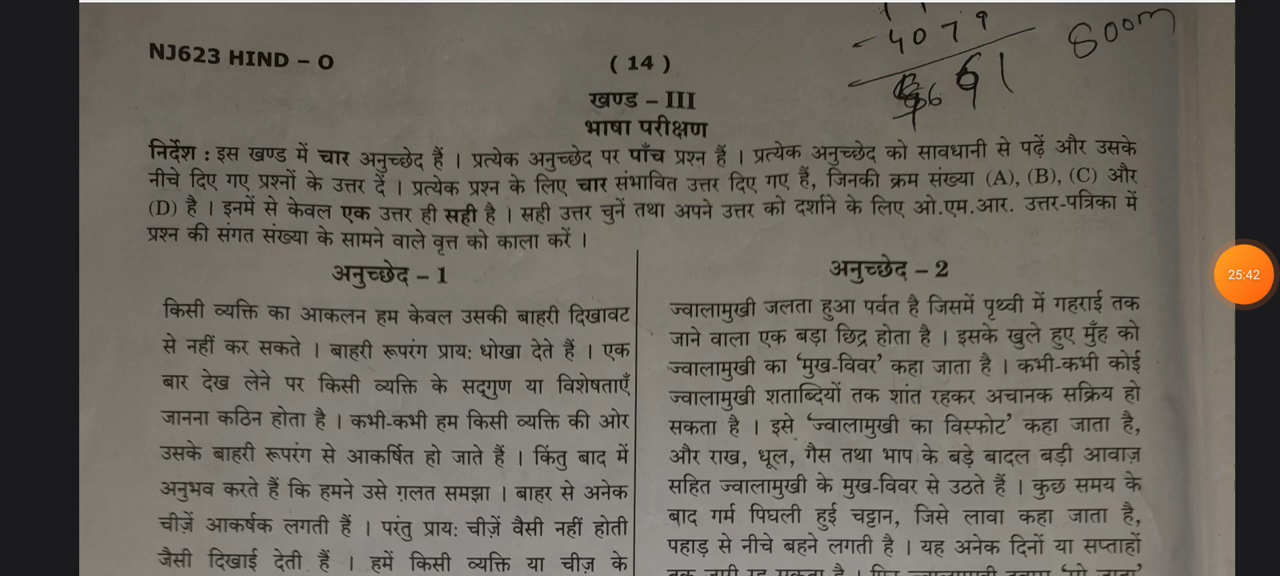 - 4079
661
800m
NJ623 HIND – O
( 14 )
खण्ड – III
भाषा परीक्षण
निर्देश : इस खण्ड में चार अनुच्छेद हैं । प्रत्येक अनुच्छेद पर पाँच प्रश्न हैं । प्रत्येक अनुच्छेद को सावधानी से पढ़ें और उसके
नीचे दिए गए प्रश्नों के उत्तर दें । प्रत्येक प्रश्न के लिए चार संभावित उत्तर दिए गए हैं, जिनकी क्रम संख्या (A), (B), (C) और
(D) है । इनमें से केवल एक उत्तर ही सही है । सही उत्तर चुनें तथा अपने उत्तर को दर्शाने के लिए ओ.एम.आर. उत्तर-पत्रिका में
प्रश्न की संगत संख्या के सामने वाले वृत्त को काला करें ।
अनुच्छेद – 1
किसी व्यक्ति का आकलन हम केवल उसकी बाहरी दिखावट
से नहीं कर सकते । बाहरी रूपरंग प्राय: धोखा देते हैं । एक
बार देख लेने पर किसी व्यक्ति के सद्‌गुण या विशेषताएँ
जानना कठिन होता है । कभी-कभी हम किसी व्यक्ति की ओर
उसके बाहरी रूपरंग से आकर्षित हो जाते हैं । किंतु बाद में
अनुभव करते हैं कि हमने उसे ग़लत समझा । बाहर से अनेक
चीज़ें आकर्षक लगती हैं । परंतु प्राय: चीज़ें वैसी नहीं होती
जैसी दिखाई देती हैं । हमें किसी व्यक्ति या चीज़ के
अनुच्छेद – 2
ज्वालामुखी जलता हुआ पर्वत है जिसमें पृथ्वी में गहराई तक
जाने वाला एक बड़ा छिद्र होता है । इसके खुले हुए मुँह को
ज्वालामुखी का ‘मुख-विवर’ कहा जाता है । कभी-कभी कोई
ज्वालामुखी शताब्दियों तक शांत रहकर अचानक सक्रिय हो
सकता है । इसे ‘ज्वालामुखी का विस्फोट’ कहा जाता है,
और राख, धूल, गैस तथा भाप के बड़े बादल बड़ी आवाज़
सहित ज्वालामुखी के मुख-विवर से उठते हैं । कुछ समय के
बाद गर्म पिघली हुई चट्टान, जिसे लावा कहा जाता है,
पहाड़ से नीचे बहने लगती है । यह अनेक दिनों या सप्ताहों
25:42